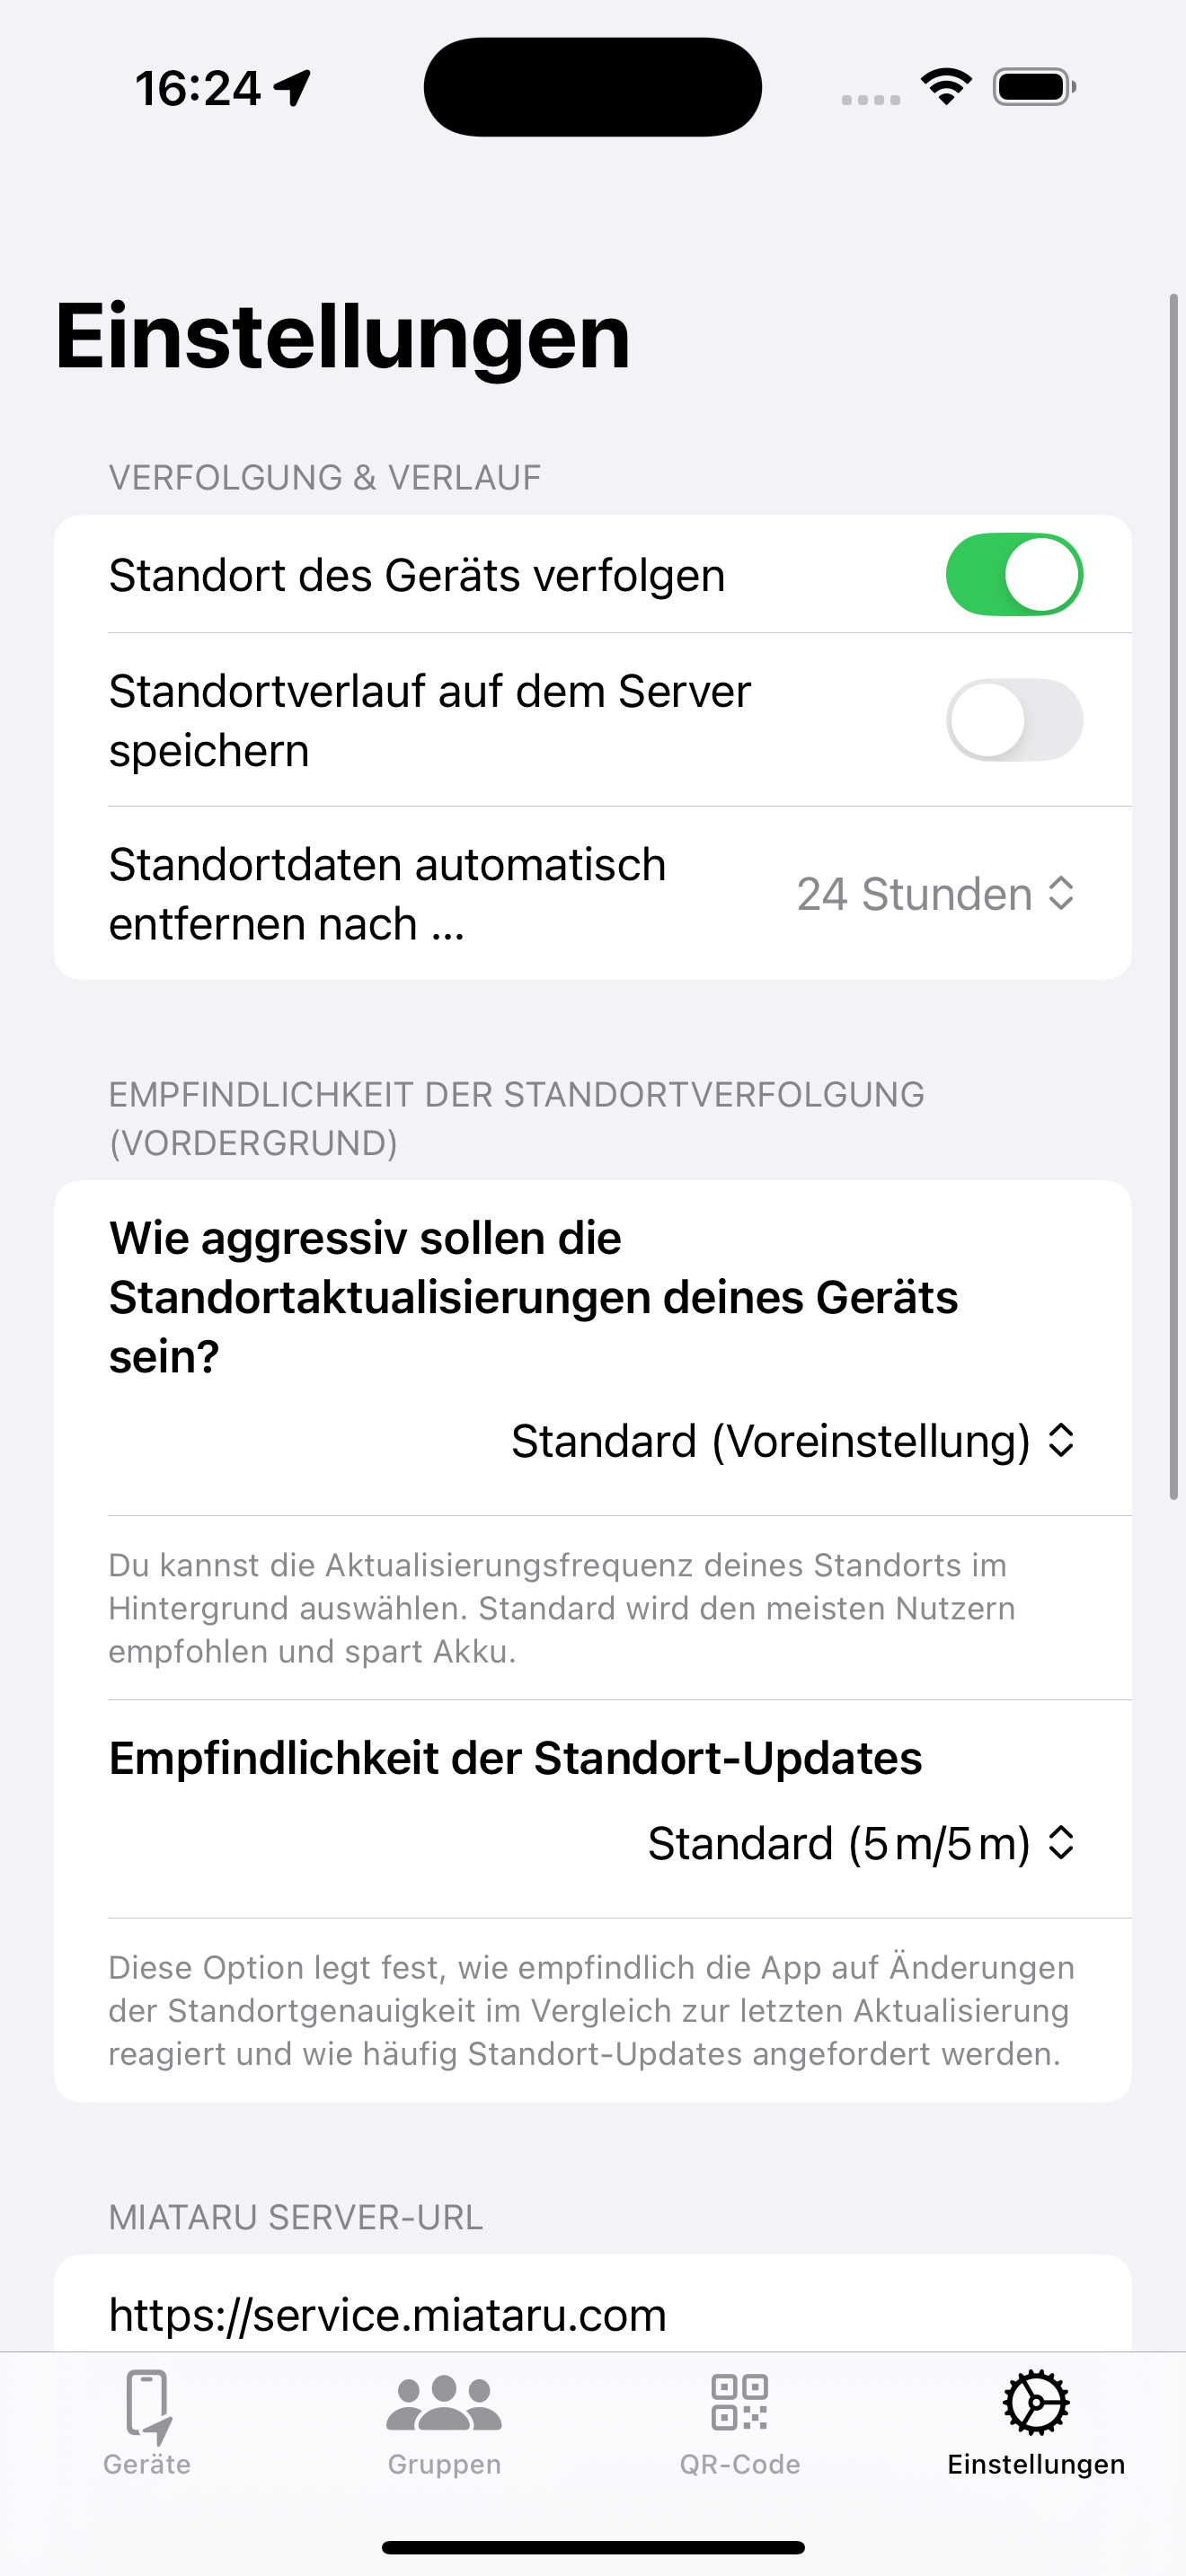 16:24
Einstellungen
VERFOLGUNG & VERLAUF
Standort des Geräts verfolgen
Standortverlauf auf dem Server
speichern
Standortdaten automatisch
entfernen nach ...
24 Stunden
EMPFINDLICHKEIT DER STANDORTVERFOLGUNG
(VORDERGRUND)
Wie aggressiv sollen die
Standortaktualisierungen deines Geräts
sein?
Standard (Voreinstellung)
Du kannst die Aktualisierungsfrequenz deines Standorts im
Hintergrund auswählen. Standard wird den meisten Nutzern
empfohlen und spart Akku.
Empfindlichkeit der Standort-Updates
Standard (5 m/5 m)
Diese Option legt fest, wie empfindlich die App auf Änderungen
der Standortgenauigkeit im Vergleich zur letzten Aktualisierung
reagiert und wie häufig Standort-Updates angefordert werden.
MIATARU SERVER-URL
https://service.miataru.com
Geräte
Gruppen
QR-Code
Einstellungen